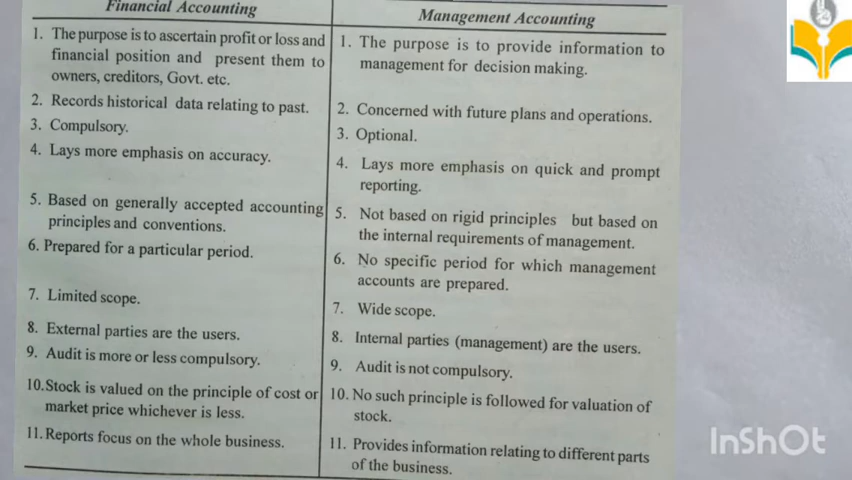 Financial Accounting
1. The purpose is to ascertain profit or loss and
financial position and present them to
owners, creditors, Govt. etc.
2. Records historical data relating to past.
3. Compulsory.
4. Lays more emphasis on accuracy.
5. Based on generally accepted accounting
principles and conventions.
6. Prepared for a particular period.
7. Limited scope.
8. External parties are the users.
9. Audit is more or less compulsory.
10. Stock is valued on the principle of cost or
market price whichever is less.
11. Reports focus on the whole business.
Management Accounting
1. The purpose is to provide information to
management for decision making.
2. Concerned with future plans and operations.
3. Optional.
4. Lays more emphasis on quick and prompt
reporting.
5. Not based on rigid principles but based on
the internal requirements of management.
6. No specific period for which management
accounts are prepared.
7. Wide scope.
8. Internal parties (management) are the users.
9. Audit is not compulsory.
10. No such principle is followed for valuation of
stock.
11. Provides information relating to different parts
of the business.
InShOt